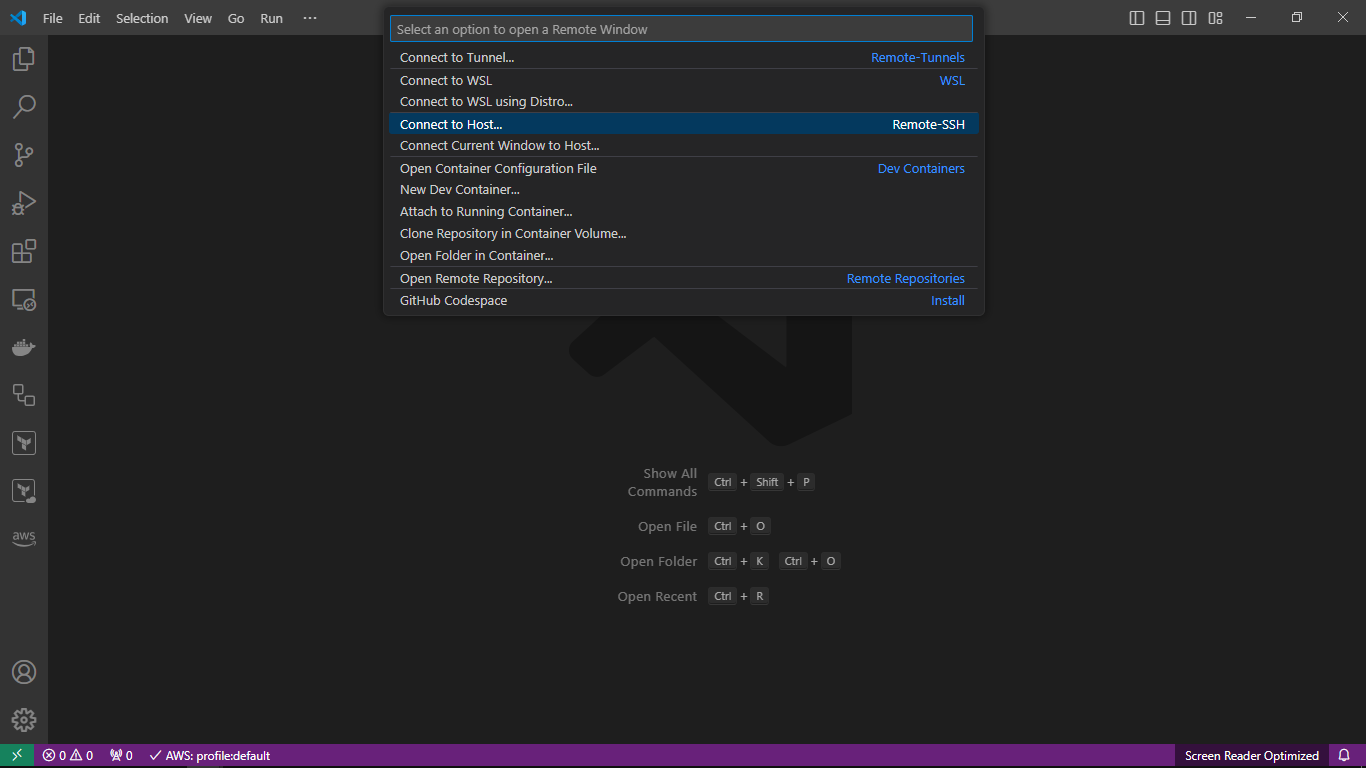 File Edit Selection View Go Run ···
Select an option to open a Remote Window
Connect to Tunnel... Remote-Tunnels
Connect to WSL WSL
Connect to WSL using Distro...
Connect to Host... Remote-SSH
Connect Current Window to Host...
Open Container Configuration File Dev Containers
New Dev Container...
Attach to Running Container...
Clone Repository in Container Volume...
Open Folder in Container...
Open Remote Repository... Remote Repositories
GitHub Codespace Install
Show All
Commands Ctrl + Shift + P
Open File Ctrl + O
Open Folder Ctrl + K Ctrl + O
Open Recent Ctrl + R
aws
0 0 0 AWS: profile:default Screen Reader Optimized